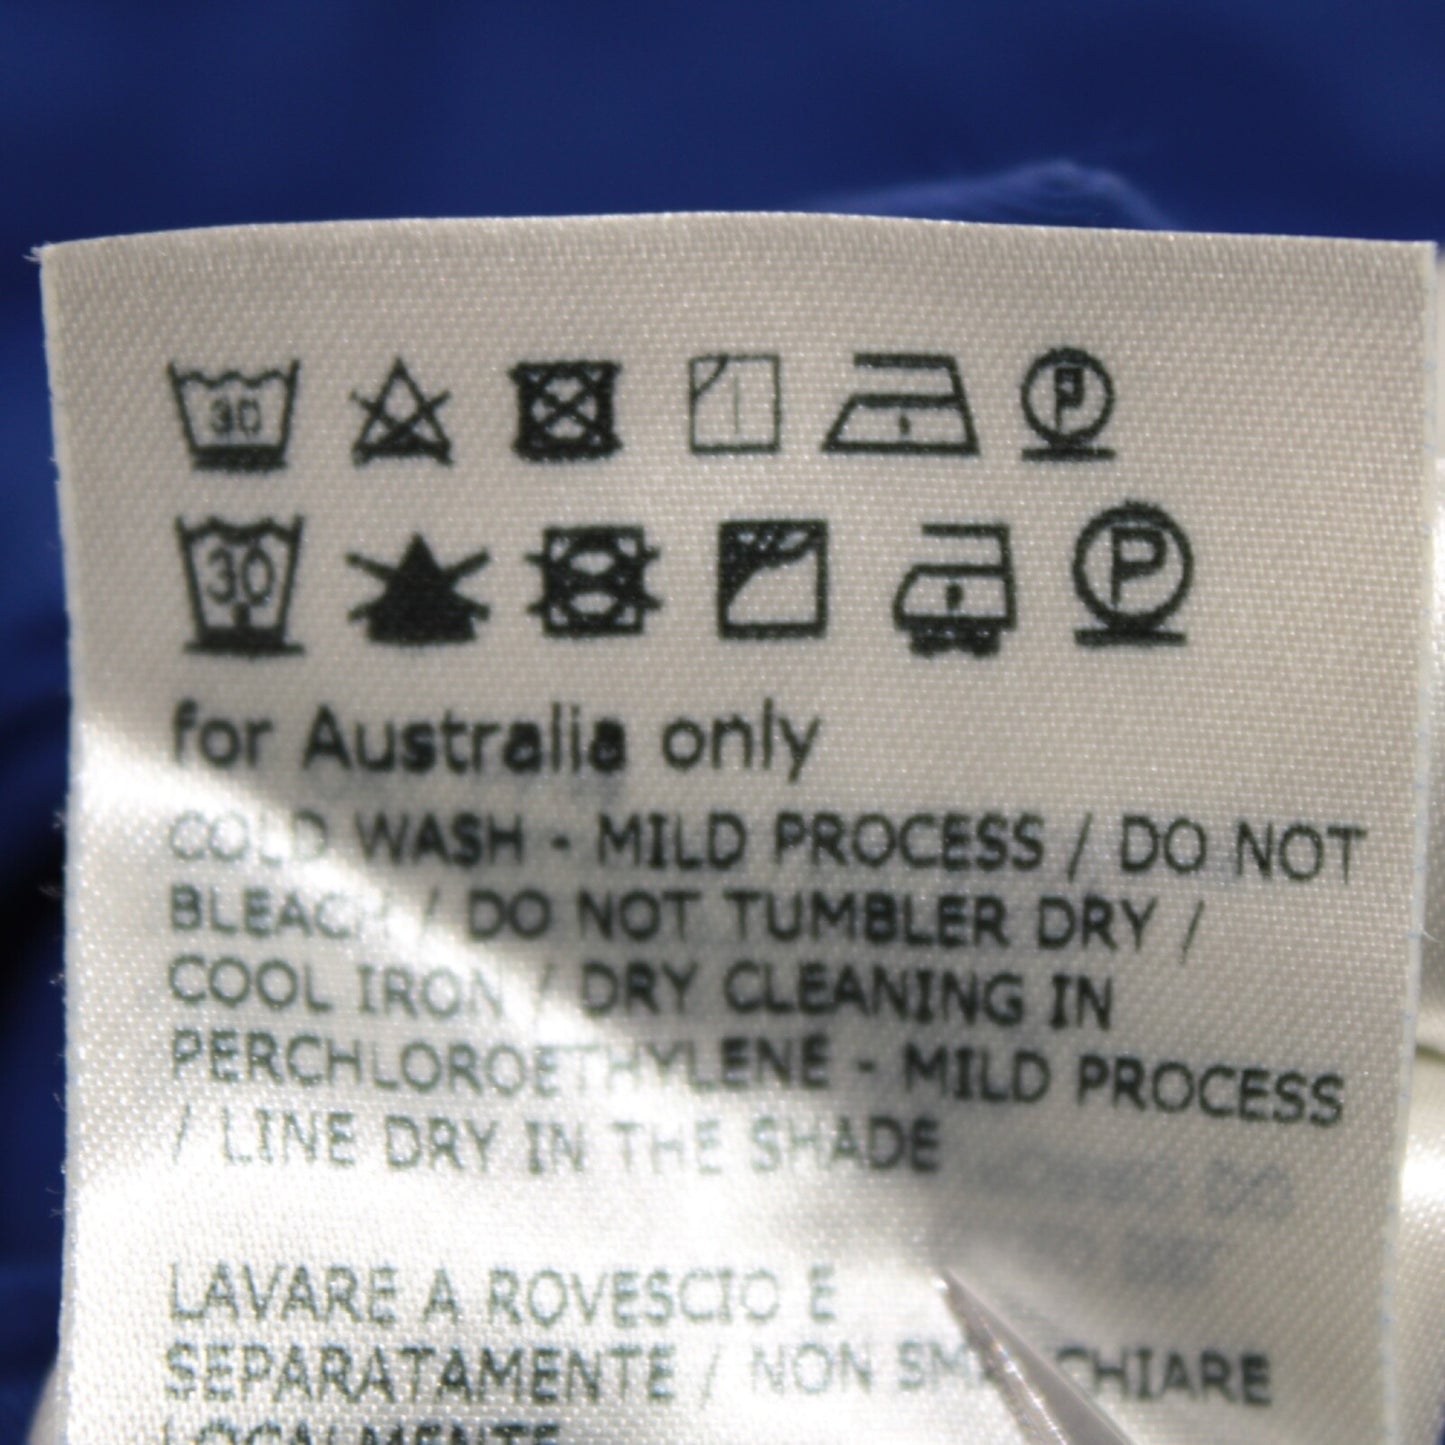 30
P
30
P
for Australia only
COLD WASH - MILD PROCESS / DO NOT
BLEACH / DO NOT TUMBLER DRY /
COOL IRON / DRY CLEANING IN
PERCHLOROETHYLENE - MILD PROCESS
/ LINE DRY IN THE SHADE
LAVARE A ROVESCIO E
SEPARATAMENTE / NON
LOCALMENTE